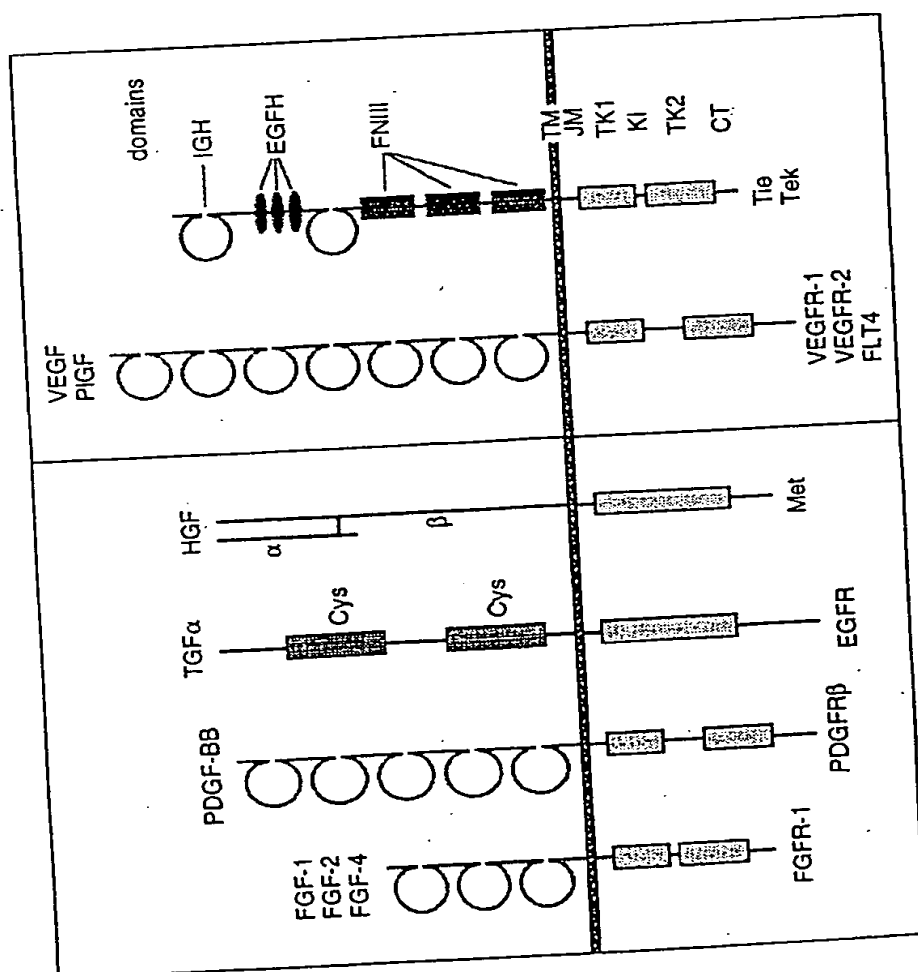 FGF-1
FGF-2
FGF-4
PDGF-BB
TGFα
HGF
VEGF
PlGF
domains
Cys
Cys
α
β
IGH
EGFH
FNIII
TM
JM
TK1
KI
TK2
CT
FGFR-1
PDGFRβ
EGFR
Met
VEGFR-1
VEGFR-2
FLT4
Tie
Tek